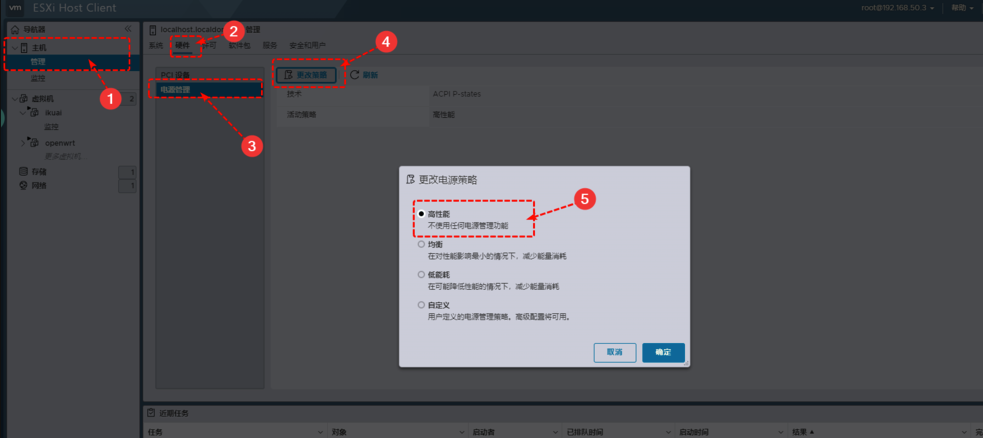 vm ESXi Host Client
root@192.168.50.3 帮助
导航器
主机
管理
监控
虚拟机 2
监控
openwrt
更多虚拟机...
存储 1
网络 1
localhost.localdom 管理
系统 硬件 许可 软件包 服务 安全和用户
PCI 设备
电源管理
更改策略 刷新
技术 ACPI P-states
活动策略 高性能
1
2
3
4
5
更改电源策略
高性能
不使用任何电源管理功能
均衡
在对性能影响最小的情况下，减少能量消耗
低能耗
在可能降低性能的情况下，减少能量消耗
自定义
用户定义的电源管理策略。高级配置将可用。
取消 确定
近期任务
任务 对象 启动者 已排队时间 启动时间 结果 完